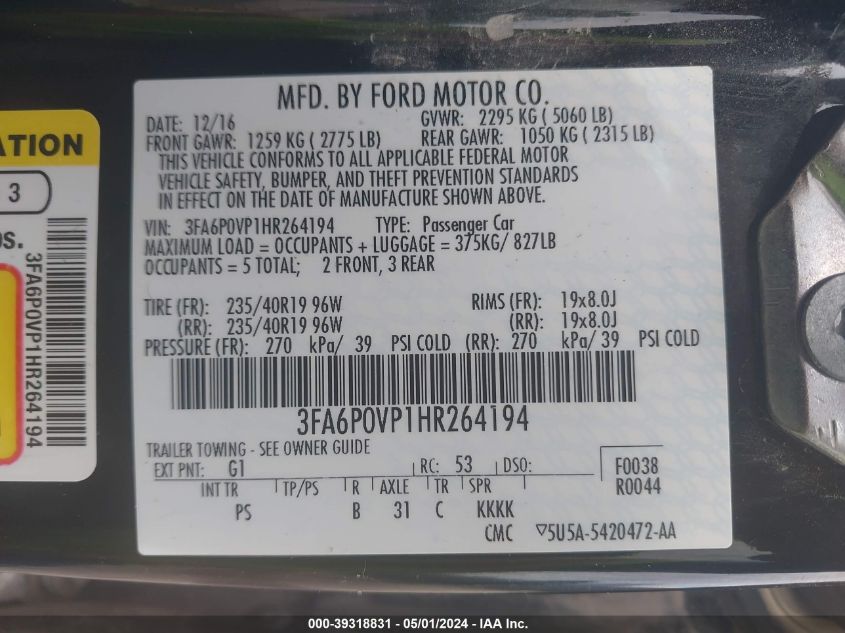 MFD. BY FORD MOTOR CO.
DATE: 12/16 GVWR: 2295 KG ( 5060 LB)
FRONT GAWR: 1259 KG ( 2775 LB) REAR GAWR: 1050 KG ( 2315 LB)
THIS VEHICLE CONFORMS TO ALL APPLICABLE FEDERAL MOTOR
VEHICLE SAFETY, BUMPER, AND THEFT PREVENTION STANDARDS
IN EFFECT ON THE DATE OF MANUFACTURE SHOWN ABOVE.
VIN: 3FA6P0VP1HR264194 TYPE: Passenger Car
MAXIMUM LOAD = OCCUPANTS + LUGGAGE = 375KG/ 827LB
OCCUPANTS = 5 TOTAL; 2 FRONT, 3 REAR
TIRE (FR): 235/40R19 96W RIMS (FR): 19x8.0J
(RR): 235/40R19 96W (RR): 19x8.0J
PRESSURE (FR): 270 kPa/ 39 PSI COLD (RR): 270 kPa/ 39 PSI COLD
3FA6P0VP1HR264194
TRAILER TOWING - SEE OWNER GUIDE
EXT PNT: G1 RC: 53 DSO: F0038
INT TR TP/PS R AXLE TR SPR R0044
PS B 31 C KKKK
CMC ▽5U5A-5420472-AA
ATION
3
OS.
3FA6P0VP1HR264194
000-39318831 - 05/01/2024 - IAA Inc.